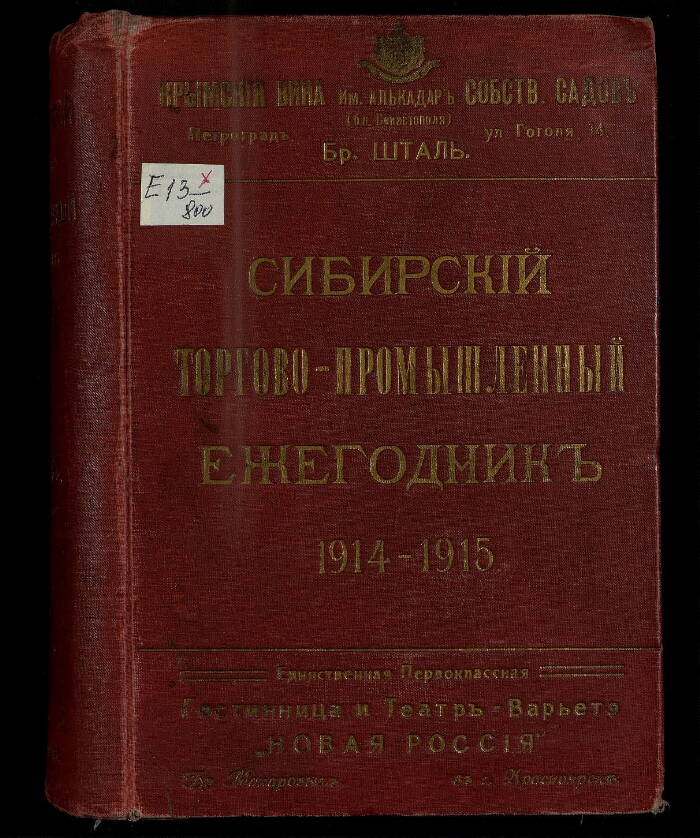 КРЫМСКІЯ ВИНА Им. АЛЬКАДАРЪ СОБСТВ. САДОВЪ
(бл. Севастополя)
Петроградъ, ул Гоголя 14.
Бр. ШТАЛЬ.
Е13 х
800
СИБИРСКІЙ
ТОРГОВО-ПРОМЫШЛЕННЫЙ
ЕЖЕГОДНИКЪ
1914-1915.
Единственная Первоклассная
Гостинница и Театръ-Варьетэ
„НОВАЯ РОССІЯ"
въ г. Красноярскѣ.